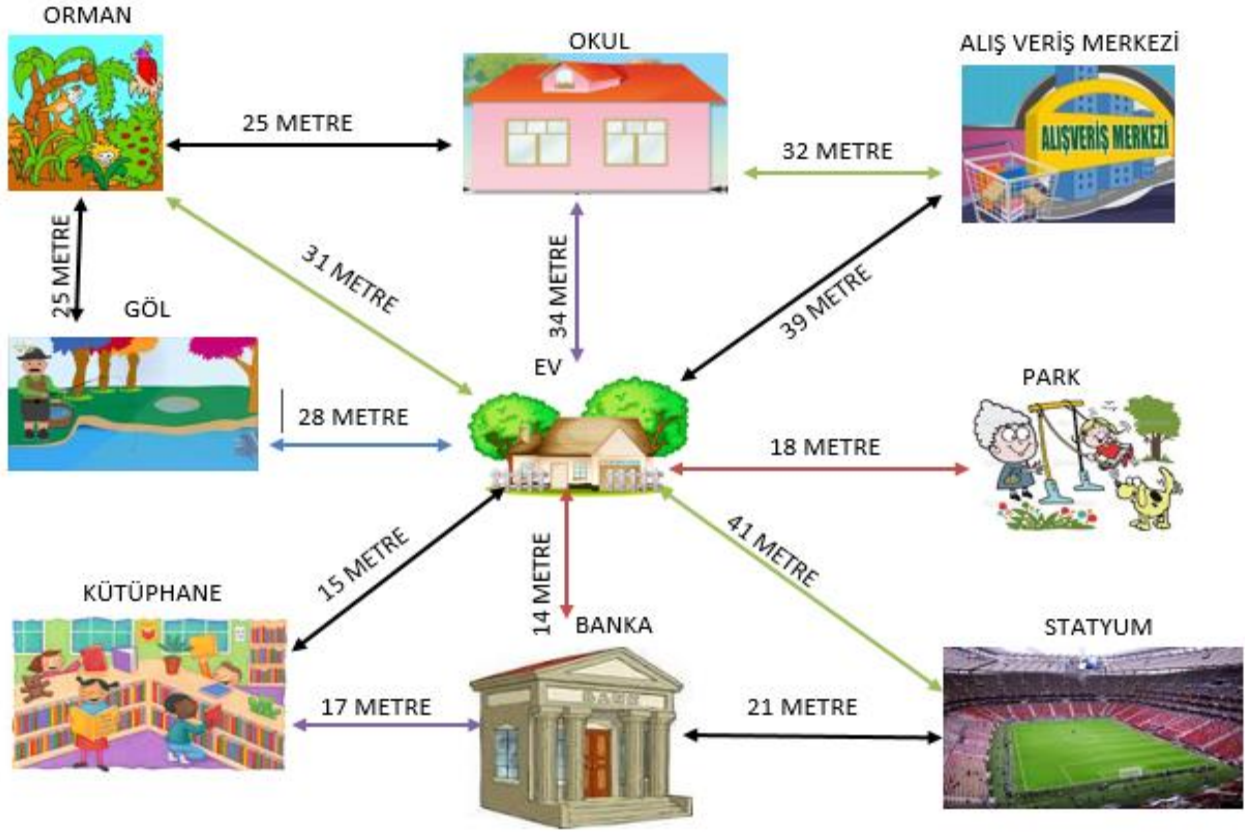 ORMAN
OKUL
ALIŞ VERİŞ MERKEZİ
ALIŞVERİŞ MERKEZİ
25 METRE
32 METRE
25 METRE
31 METRE
34 METRE
39 METRE
GÖL
EV
PARK
28 METRE
18 METRE
15 METRE
14 METRE
41 METRE
KÜTÜPHANE
BANKA
STATYUM
17 METRE
21 METRE